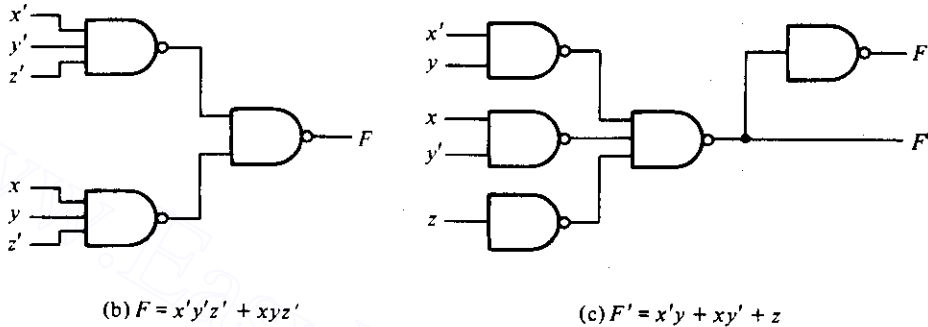 x'
y'
z'
F
x
y
z'
(b) F = x'y'z' + xyz'
x'
y
x
y'
z
F
F'
(c) F' = x'y + xy' + z